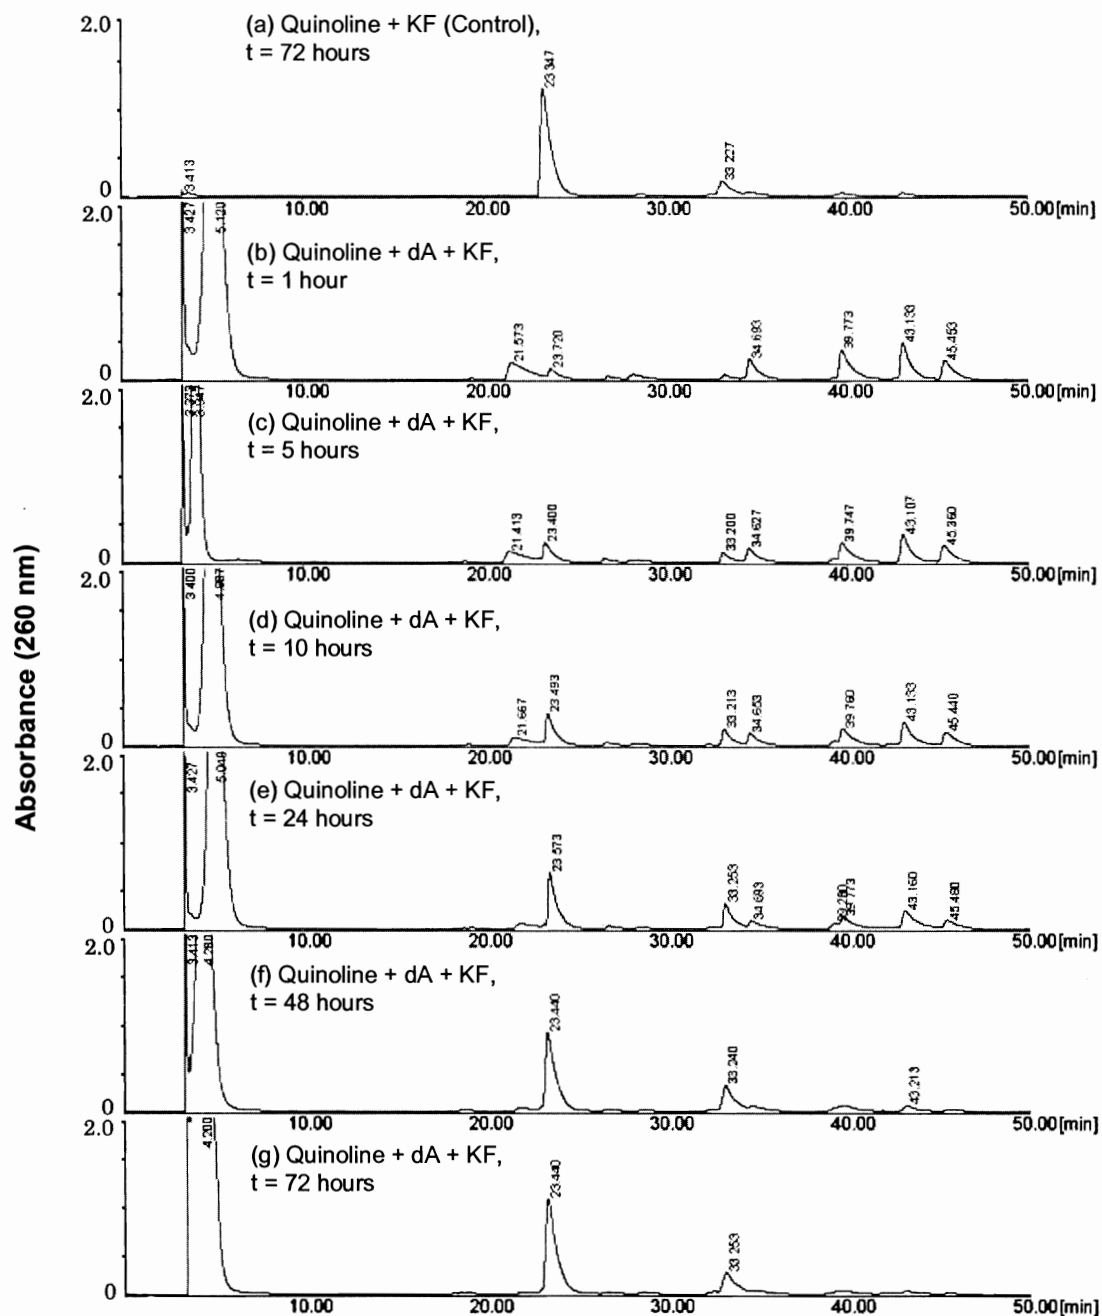 Absorbance (260 nm)
2.0
(a) Quinoline + KF (Control),
t = 72 hours
23.347
3.413
33.227
0
10.00 20.00 30.00 40.00 50.00[min]
2.0
3.427 5.120
(b) Quinoline + dA + KF,
t = 1 hour
21.573 23.720 34.693 39.773 43.133 45.453
0
10.00 20.00 30.00 40.00 50.00[min]
2.0
(c) Quinoline + dA + KF,
t = 5 hours
21.413 23.400 33.200 34.627 39.747 43.107 45.360
0
10.00 20.00 30.00 40.00 50.00[min]
2.0
3.400
(d) Quinoline + dA + KF,
t = 10 hours
21.667 23.493 33.213 34.653 39.760 43.133 45.440
0
10.00 20.00 30.00 40.00 50.00[min]
2.0
3.427 5.040
(e) Quinoline + dA + KF,
t = 24 hours
23.573 33.253 34.693 39.773 43.160 45.480
0
10.00 20.00 30.00 40.00 50.00[min]
2.0
3.413 4.280
(f) Quinoline + dA + KF,
t = 48 hours
23.440 33.240 43.213
0
10.00 20.00 30.00 40.00 50.00[min]
2.0
4.200
(g) Quinoline + dA + KF,
t = 72 hours
23.440 33.253
0
10.00 20.00 30.00 40.00 50.00[min]